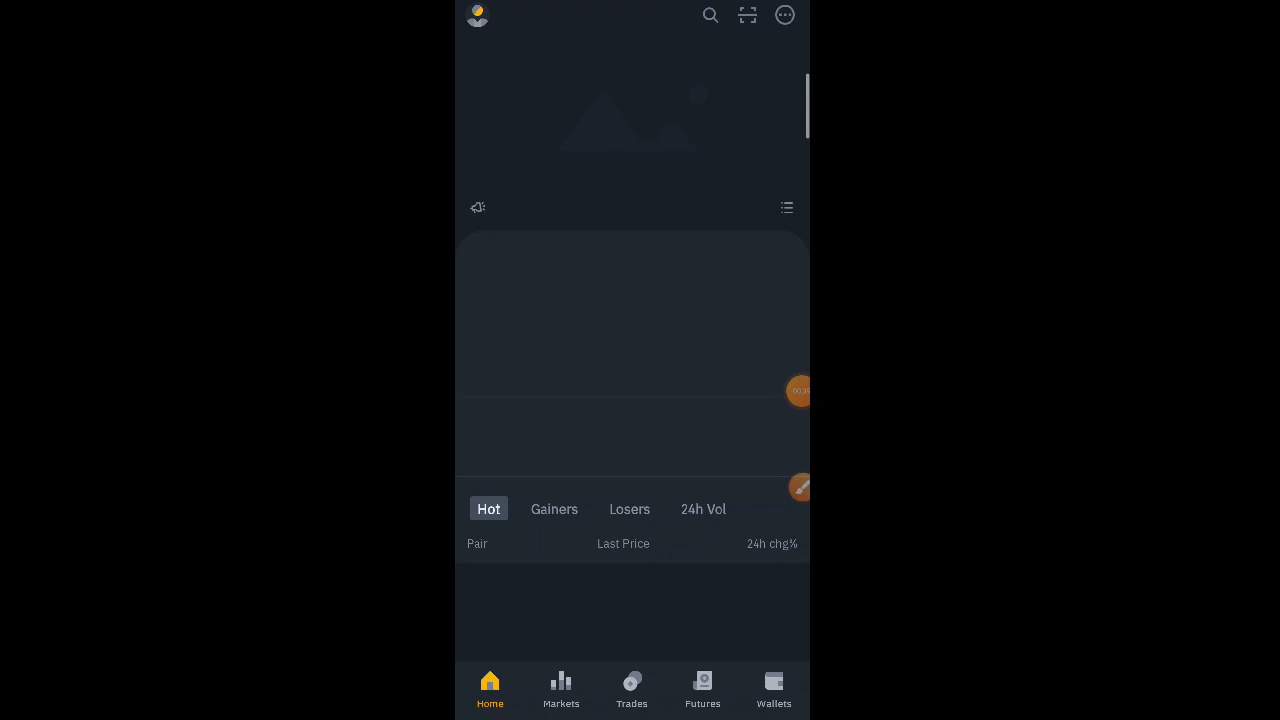 Hot Gainers Losers 24h Vol
Pair Last Price 24h chg%
Home Markets Trades Futures Wallets